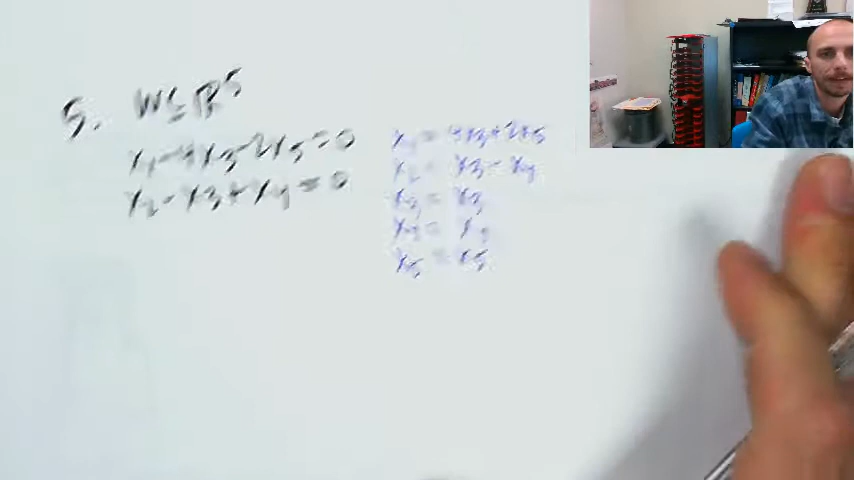 5. W ⊆ ℝ⁵
x₁ - 4x₃ - 2x₅ = 0
x₂ - x₃ + x₄ = 0
x₁ = 4x₃ + 2x₅
x₂ = x₃ - x₄
x₃ = x₃
x₄ = x₄
x₅ = x₅